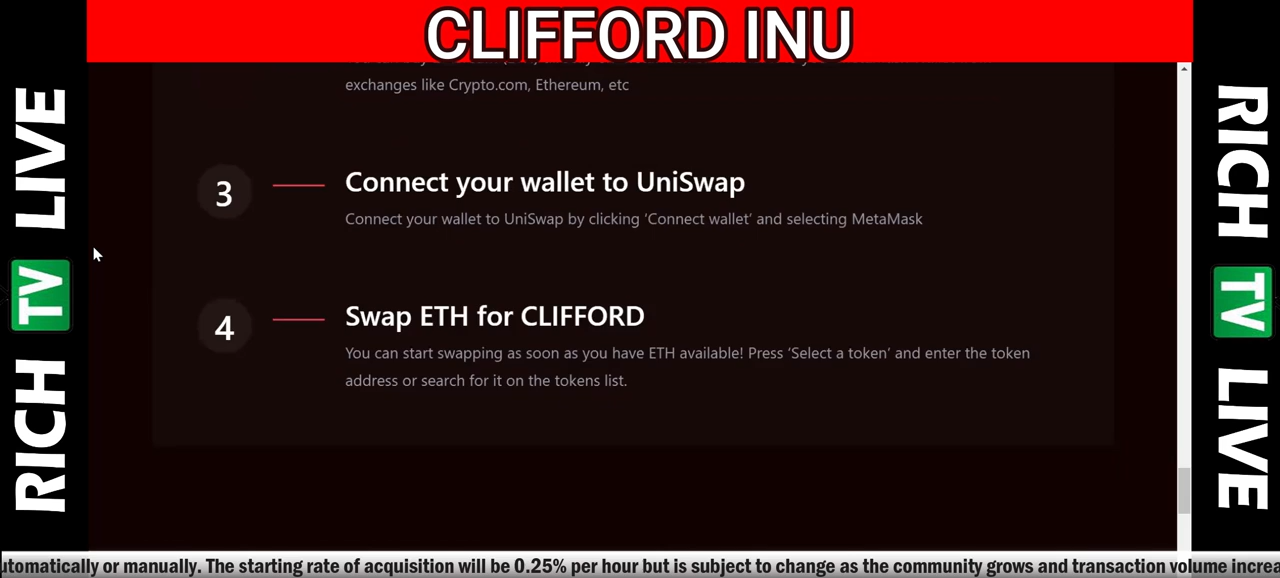 CLIFFORD INU
exchanges like Crypto.com, Ethereum, etc
3
Connect your wallet to UniSwap
Connect your wallet to UniSwap by clicking 'Connect wallet' and selecting MetaMask
4
Swap ETH for CLIFFORD
You can start swapping as soon as you have ETH available! Press ‘Select a token’ and enter the token
address or search for it on the tokens list.
RICH TV LIVE
RICH TV LIVE
utomatically or manually. The starting rate of acquisition will be 0.25% per hour but is subject to change as the community grows and transaction volume increa